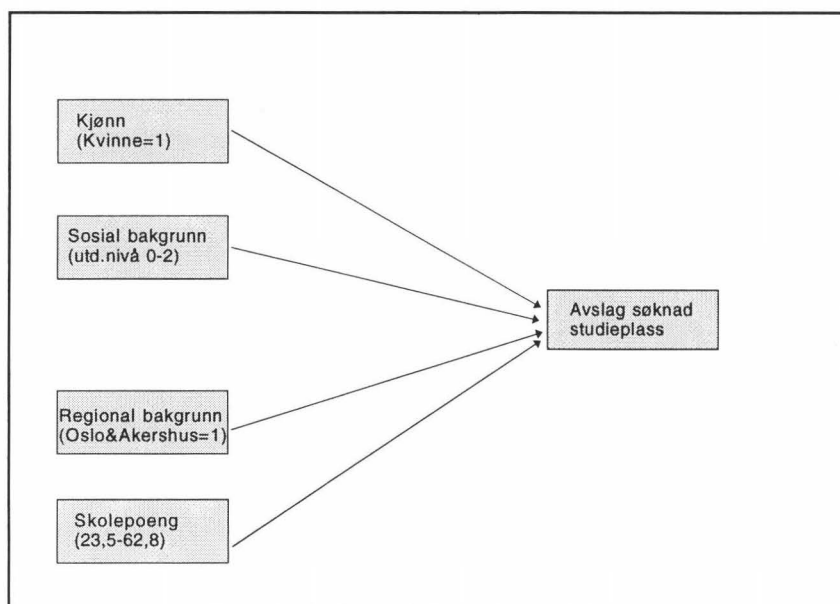 Kjønn
(Kvinne=1)
Sosial bakgrunn
(utd.nivå 0-2)
Avslag søknad
studieplass
Regional bakgrunn
(Oslo&Akershus=1)
Skolepoeng
(23,5-62,8)